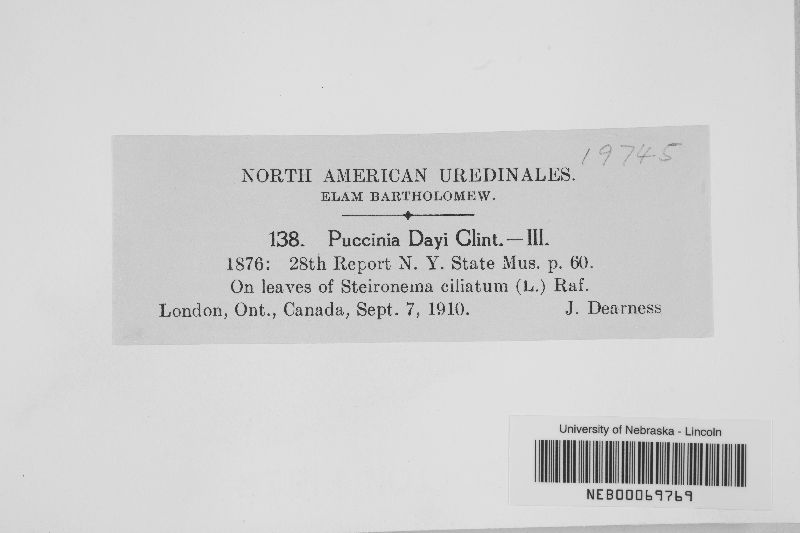 19745
NORTH AMERICAN UREDINALES.
ELAM BARTHOLOMEW.
138. Puccinia Dayi Clint.—III.
1876: 28th Report N. Y. State Mus. p. 60.
On leaves of Steironema ciliatum (L.) Raf.
London, Ont., Canada, Sept. 7, 1910. J. Dearness
University of Nebraska - Lincoln
NEB00069769